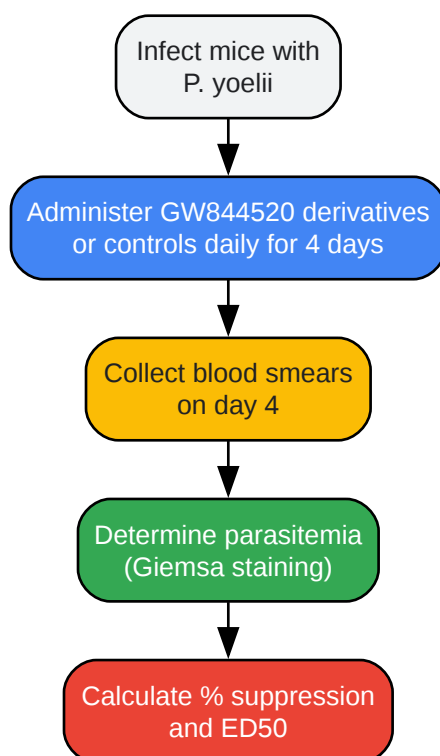 Infect mice with
P. yoelii
Administer GW844520 derivatives
or controls daily for 4 days
Collect blood smears
on day 4
Determine parasitemia
(Giemsa staining)
Calculate % suppression
and ED50